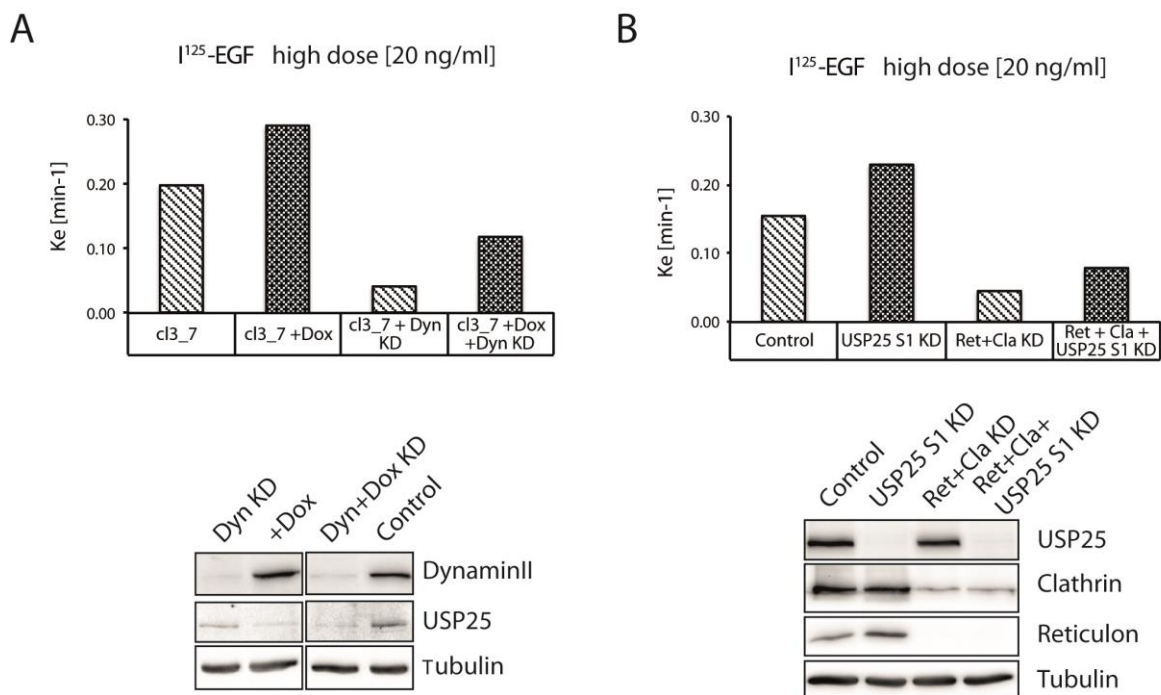 A
I¹²⁵-EGF high dose [20 ng/ml]
Ke [min-1]
0.30
0.20
0.10
0.00
cl3_7
cl3_7 +Dox
cl3_7 + Dyn
KD
cl3_7 +Dox
+Dyn KD
Dyn KD
+Dox
Dyn+Dox KD
Control
DynaminII
USP25
Tubulin
B
I¹²⁵-EGF high dose [20 ng/ml]
Ke [min-1]
0.30
0.20
0.10
0.00
Control
USP25 S1 KD
Ret+Cla KD
Ret + Cla +
USP25 S1 KD
Control
USP25 S1 KD
Ret+Cla KD
Ret+Cla+
USP25 S1 KD
USP25
Clathrin
Reticulon
Tubulin